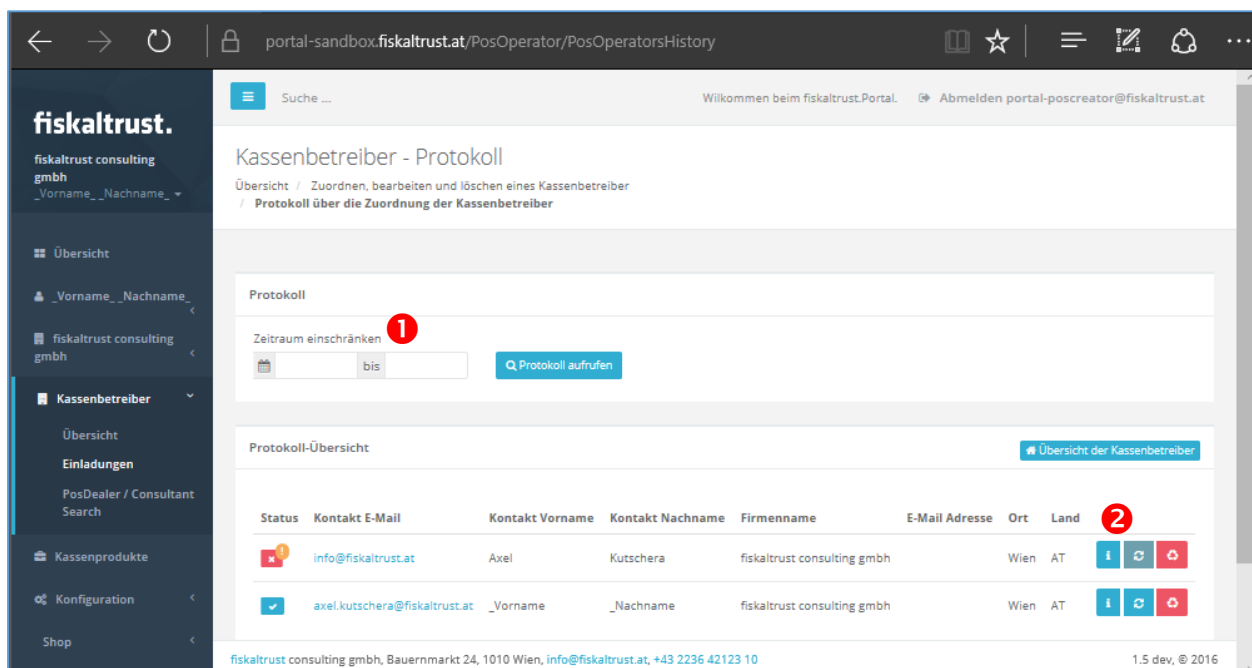 portal-sandbox.fiskaltrust.at/PosOperator/PosOperatorsHistory
fiskaltrust.
fiskaltrust consulting
gmbh
_Vorname_ _Nachname_
Übersicht
_Vorname_ _Nachname_
fiskaltrust consulting
gmbh
Kassenbetreiber
Übersicht
Einladungen
PosDealer / Consultant
Search
Kassenprodukte
Konfiguration
Shop
Suche ...
Wilkommen beim fiskaltrust.Portal. Abmelden portal-poscreator@fiskaltrust.at
Kassenbetreiber - Protokoll
Übersicht / Zuordnen, bearbeiten und löschen eines Kassenbetreiber
/ Protokoll über die Zuordnung der Kassenbetreiber
Protokoll
Zeitraum einschränken 1
bis Protokoll aufrufen
Protokoll-Übersicht Übersicht der Kassenbetreiber
2
Status Kontakt E-Mail Kontakt Vorname Kontakt Nachname Firmenname E-Mail Adresse Ort Land
info@fiskaltrust.at Axel Kutschera fiskaltrust consulting gmbh Wien AT
axel.kutschera@fiskaltrust.at _Vorname _Nachname fiskaltrust consulting gmbh Wien AT
fiskaltrust consulting gmbh, Bauernmarkt 24, 1010 Wien, info@fiskaltrust.at, +43 2236 42123 10 1.5 dev, © 2016